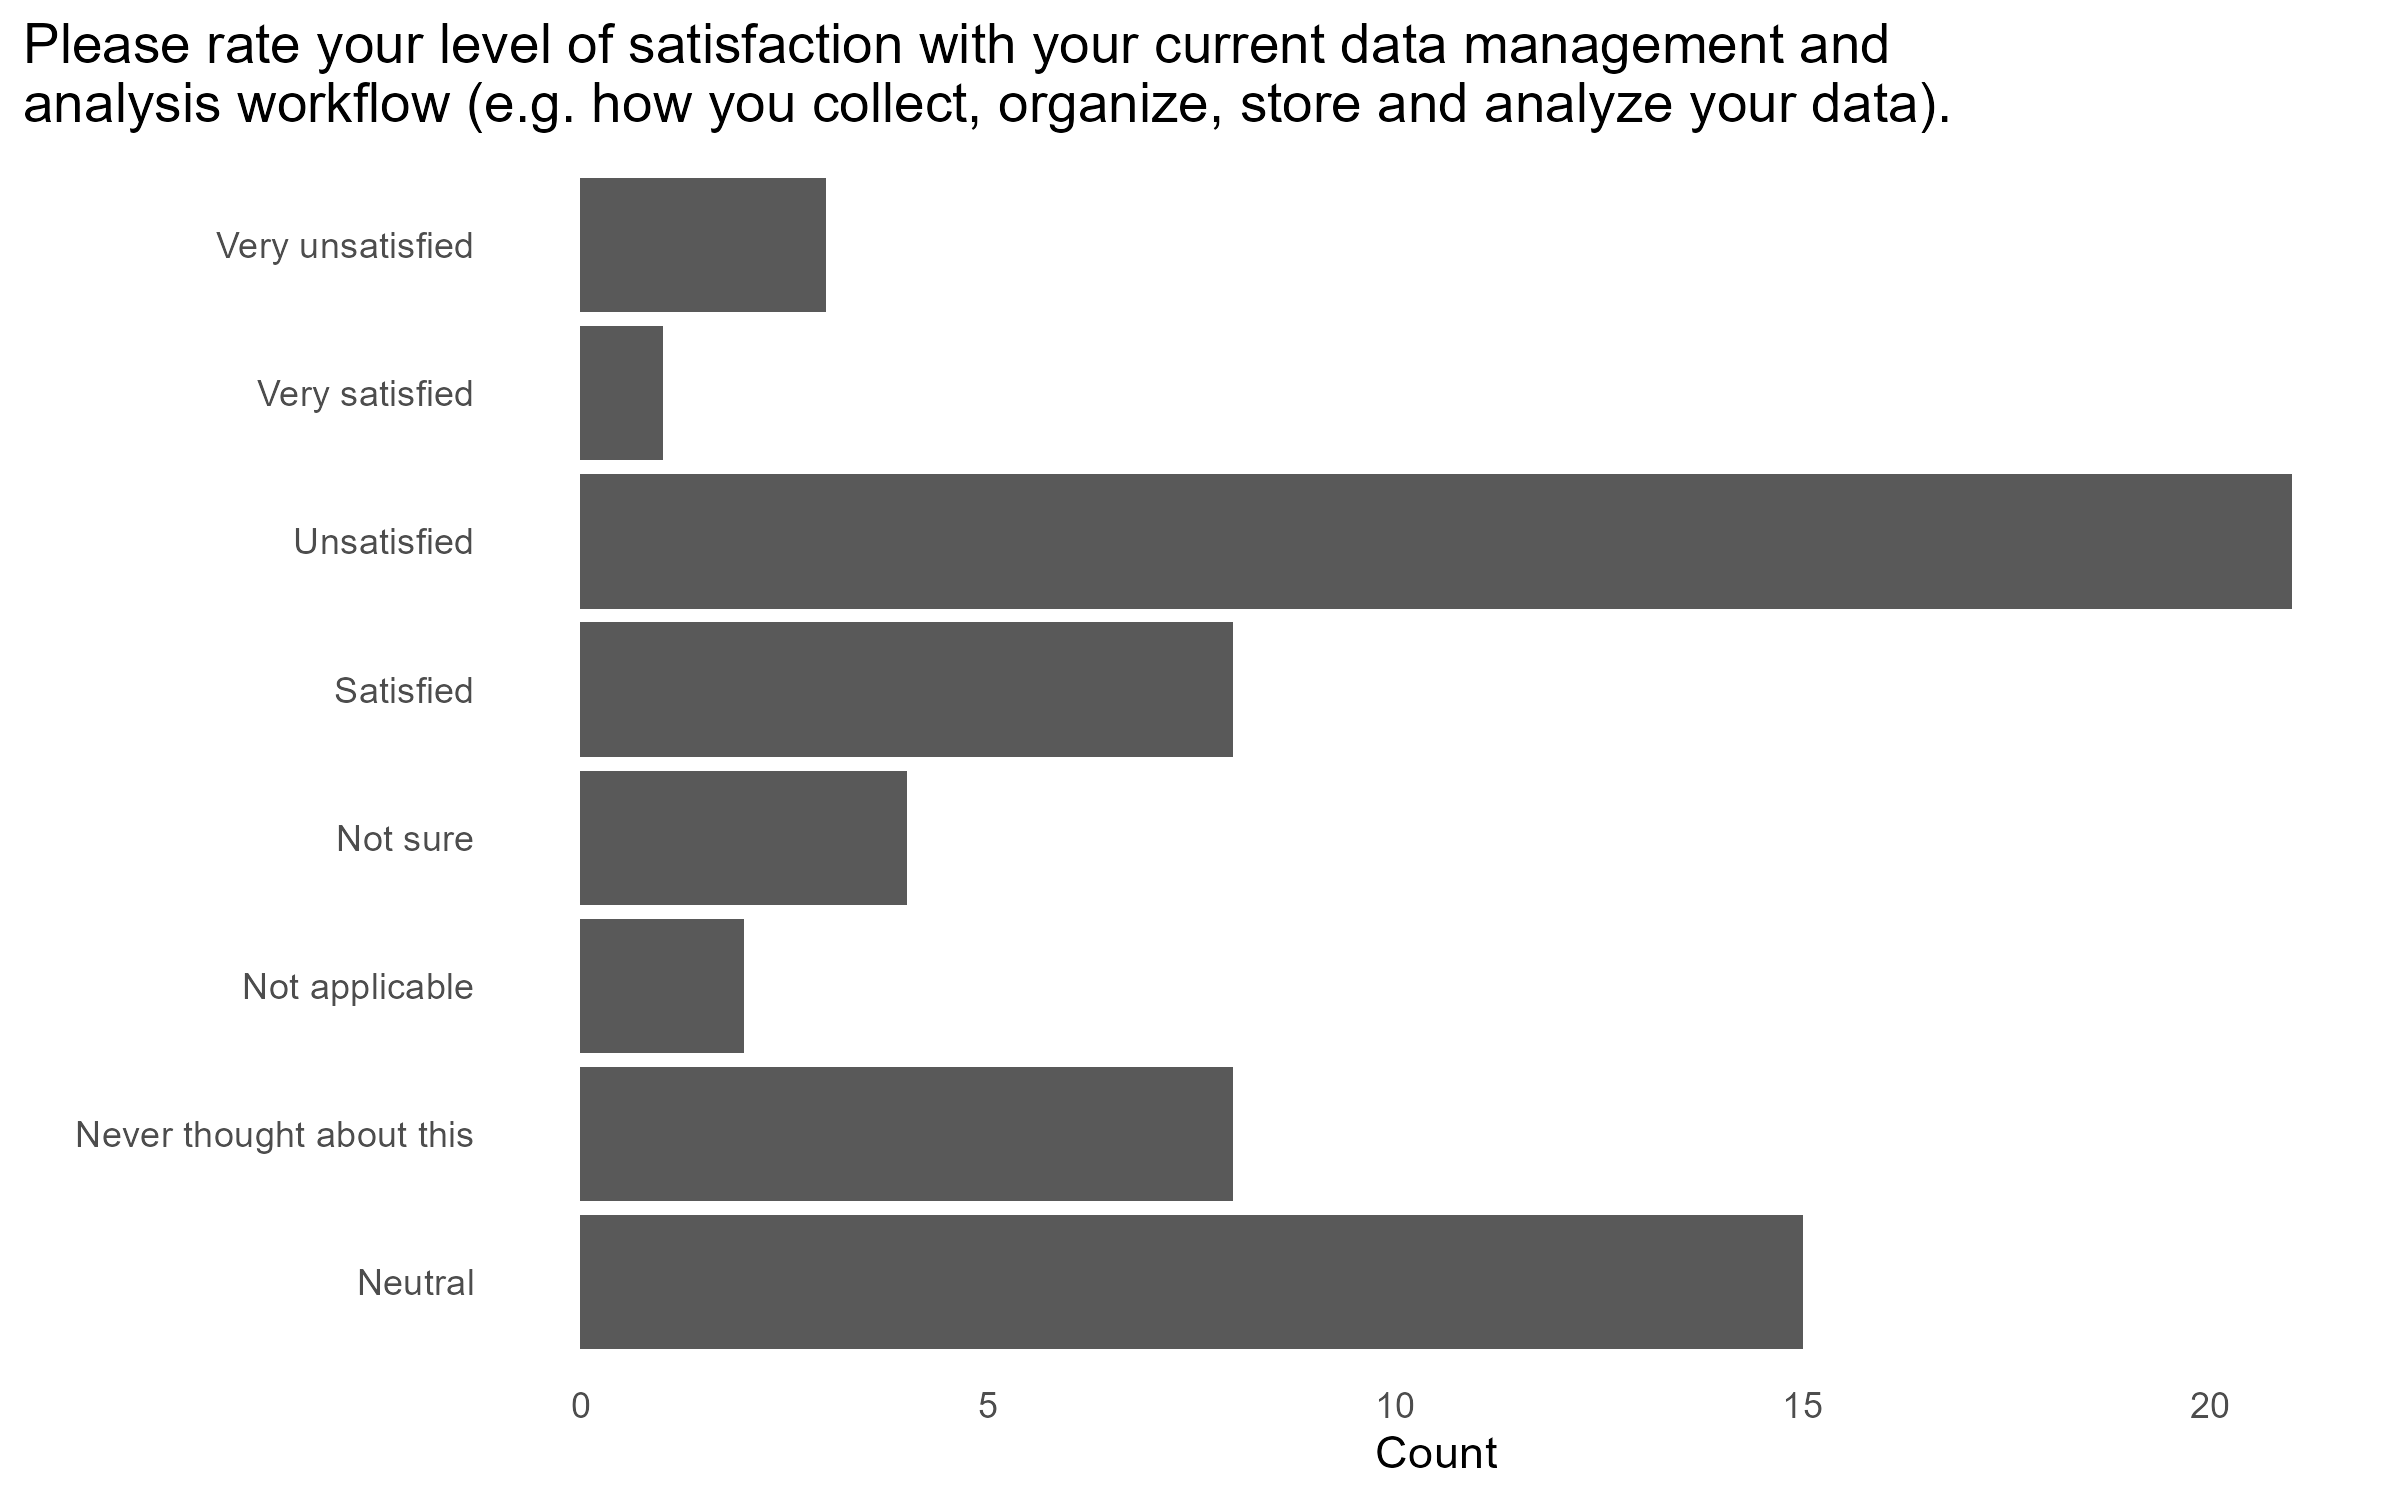 Please rate your level of satisfaction with your current data management and
analysis workflow (e.g. how you collect, organize, store and analyze your data).
Very unsatisfied
Very satisfied
Unsatisfied
Satisfied
Not sure
Not applicable
Never thought about this
Neutral
0 5 10 15 20
Count